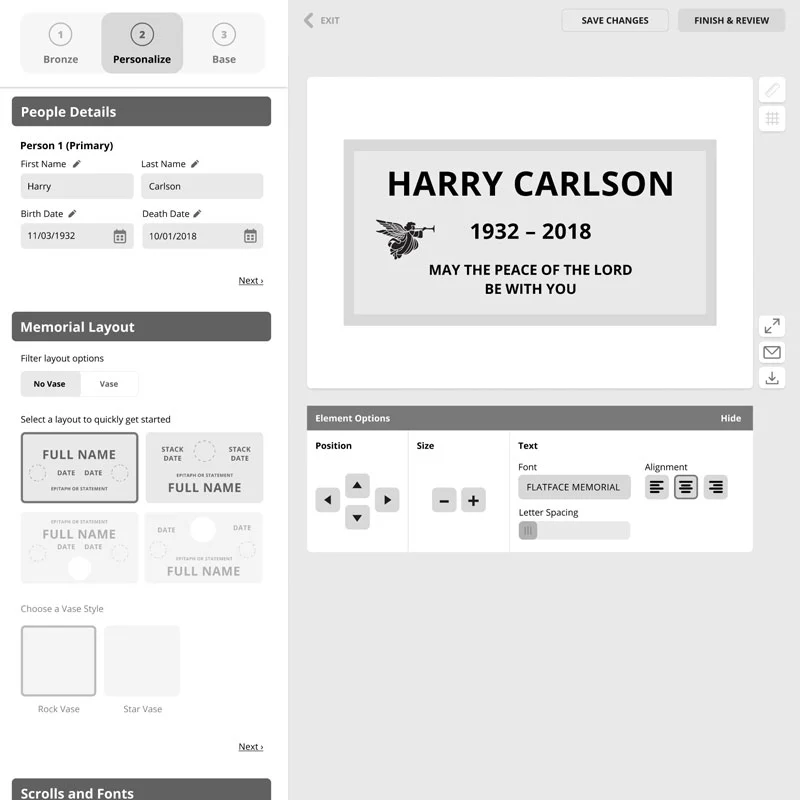 1 2 3
Bronze Personalize Base
EXIT
SAVE CHANGES FINISH & REVIEW
People Details
Person 1 (Primary)
First Name Last Name
Harry Carlson
Birth Date Death Date
11/03/1932 10/01/2018
Next ›
Memorial Layout
Filter layout options
No Vase Vase
Select a layout to quickly get started
FULL NAME
DATE DATE
EPITAPH OR STATEMENT
STACK STACK
DATE DATE
EPITAPH OR STATEMENT
FULL NAME
EPITAPH OR STATEMENT
FULL NAME
DATE DATE
DATE DATE
EPITAPH OR STATEMENT
FULL NAME
Choose a Vase Style
Rock Vase Star Vase
Next ›
Scrolls and Fonts
HARRY CARLSON
1932 – 2018
MAY THE PEACE OF THE LORD
BE WITH YOU
Element Options Hide
Position Size Text
Font Alignment
FLATFACE MEMORIAL
Letter Spacing